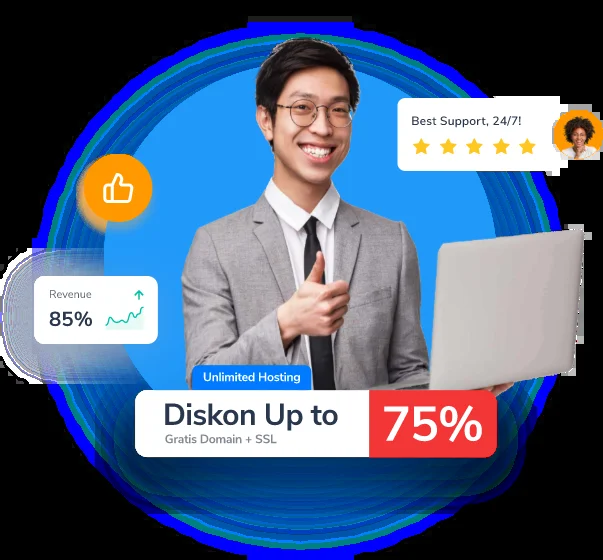 Best Support, 24/7!
Revenue
85%
Unlimited Hosting
Diskon Up to
75%
Gratis Domain + SSL